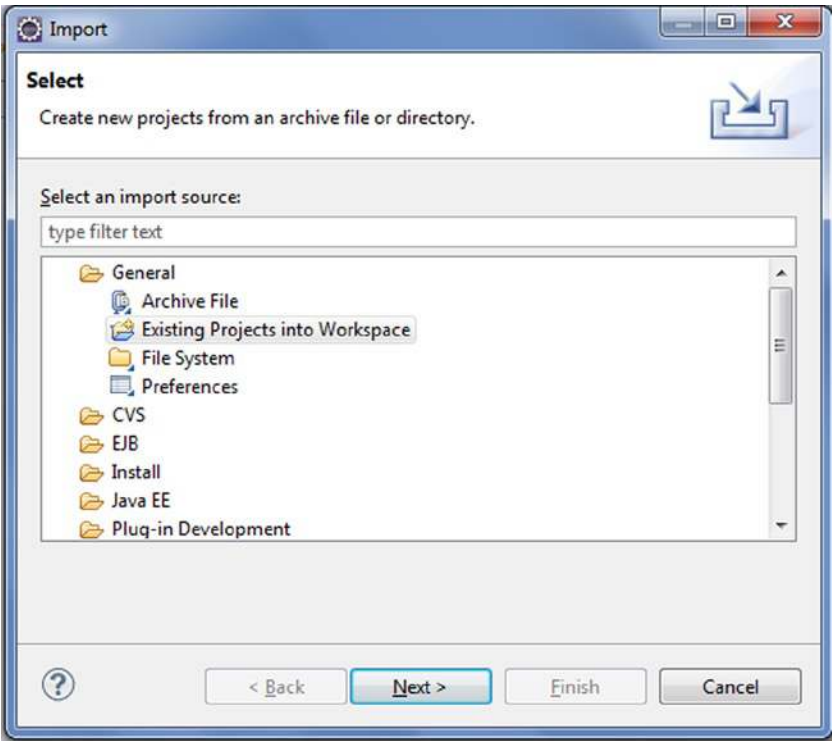 Import
Select
Create new projects from an archive file or directory.
Select an import source:
type filter text
General
Archive File
Existing Projects into Workspace
File System
Preferences
CVS
EJB
Install
Java EE
Plug-in Development
?
< Back
Next >
Finish
Cancel